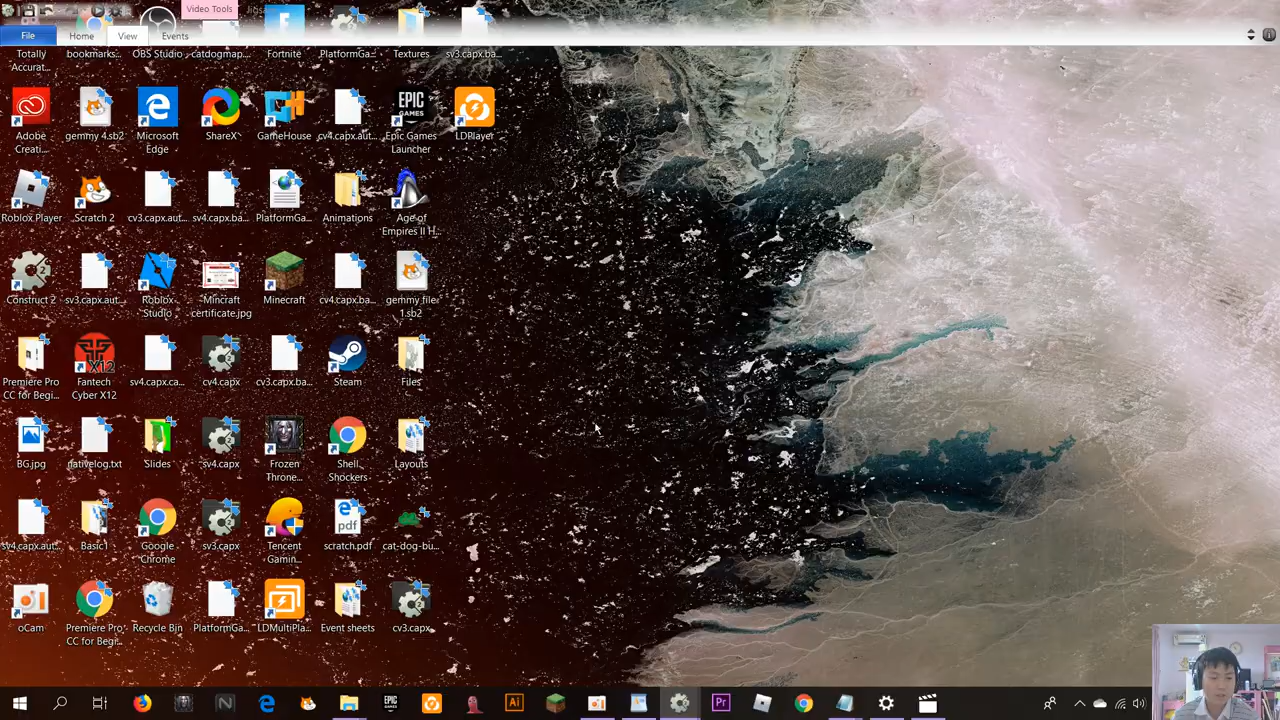 Video Tools
File
Home
View
Events
Totally
Accurat...
bookmarks...
OBS Studio
catdogmap...
Fortnite
PlatformGa...
Textures
sv3.capx.ba...
Adobe
Creati...
gemmy 4.sb2
Microsoft
Edge
ShareX
GameHouse
cv4.capx.aut...
EPIC
GAMES
Epic Games
Launcher
LDPlayer
Roblox Player
Scratch 2
cv3.capx.aut...
sv4.capx.ba...
PlatformGa...
Animations
Age of
Empires II H...
Construct 2
sv3.capx.aut...
Roblox
Studio
Mincraft
certificate.jpg
Minecraft
cv4.capx.ba...
gemmy file
1.sb2
Premiere Pro
CC for Begi...
X12
Fantech
Cyber X12
sv4.capx.ca...
cv4.capx
cv3.capx.ba...
Steam
Files
BG.jpg
nativelog.txt
Slides
sv4.capx
Frozen
Throne...
Shell
Shockers
Layouts
sv4.capx.aut...
Basic1
Google
Chrome
sv3.capx
Tencent
Gamin...
pdf
scratch.pdf
cat-dog-bu...
oCam
Premiere Pro
CC for Begi...
Recycle Bin
PlatformGa...
LDMultiPla...
Event sheets
cv3.capx
EPIC
Ai
Pr